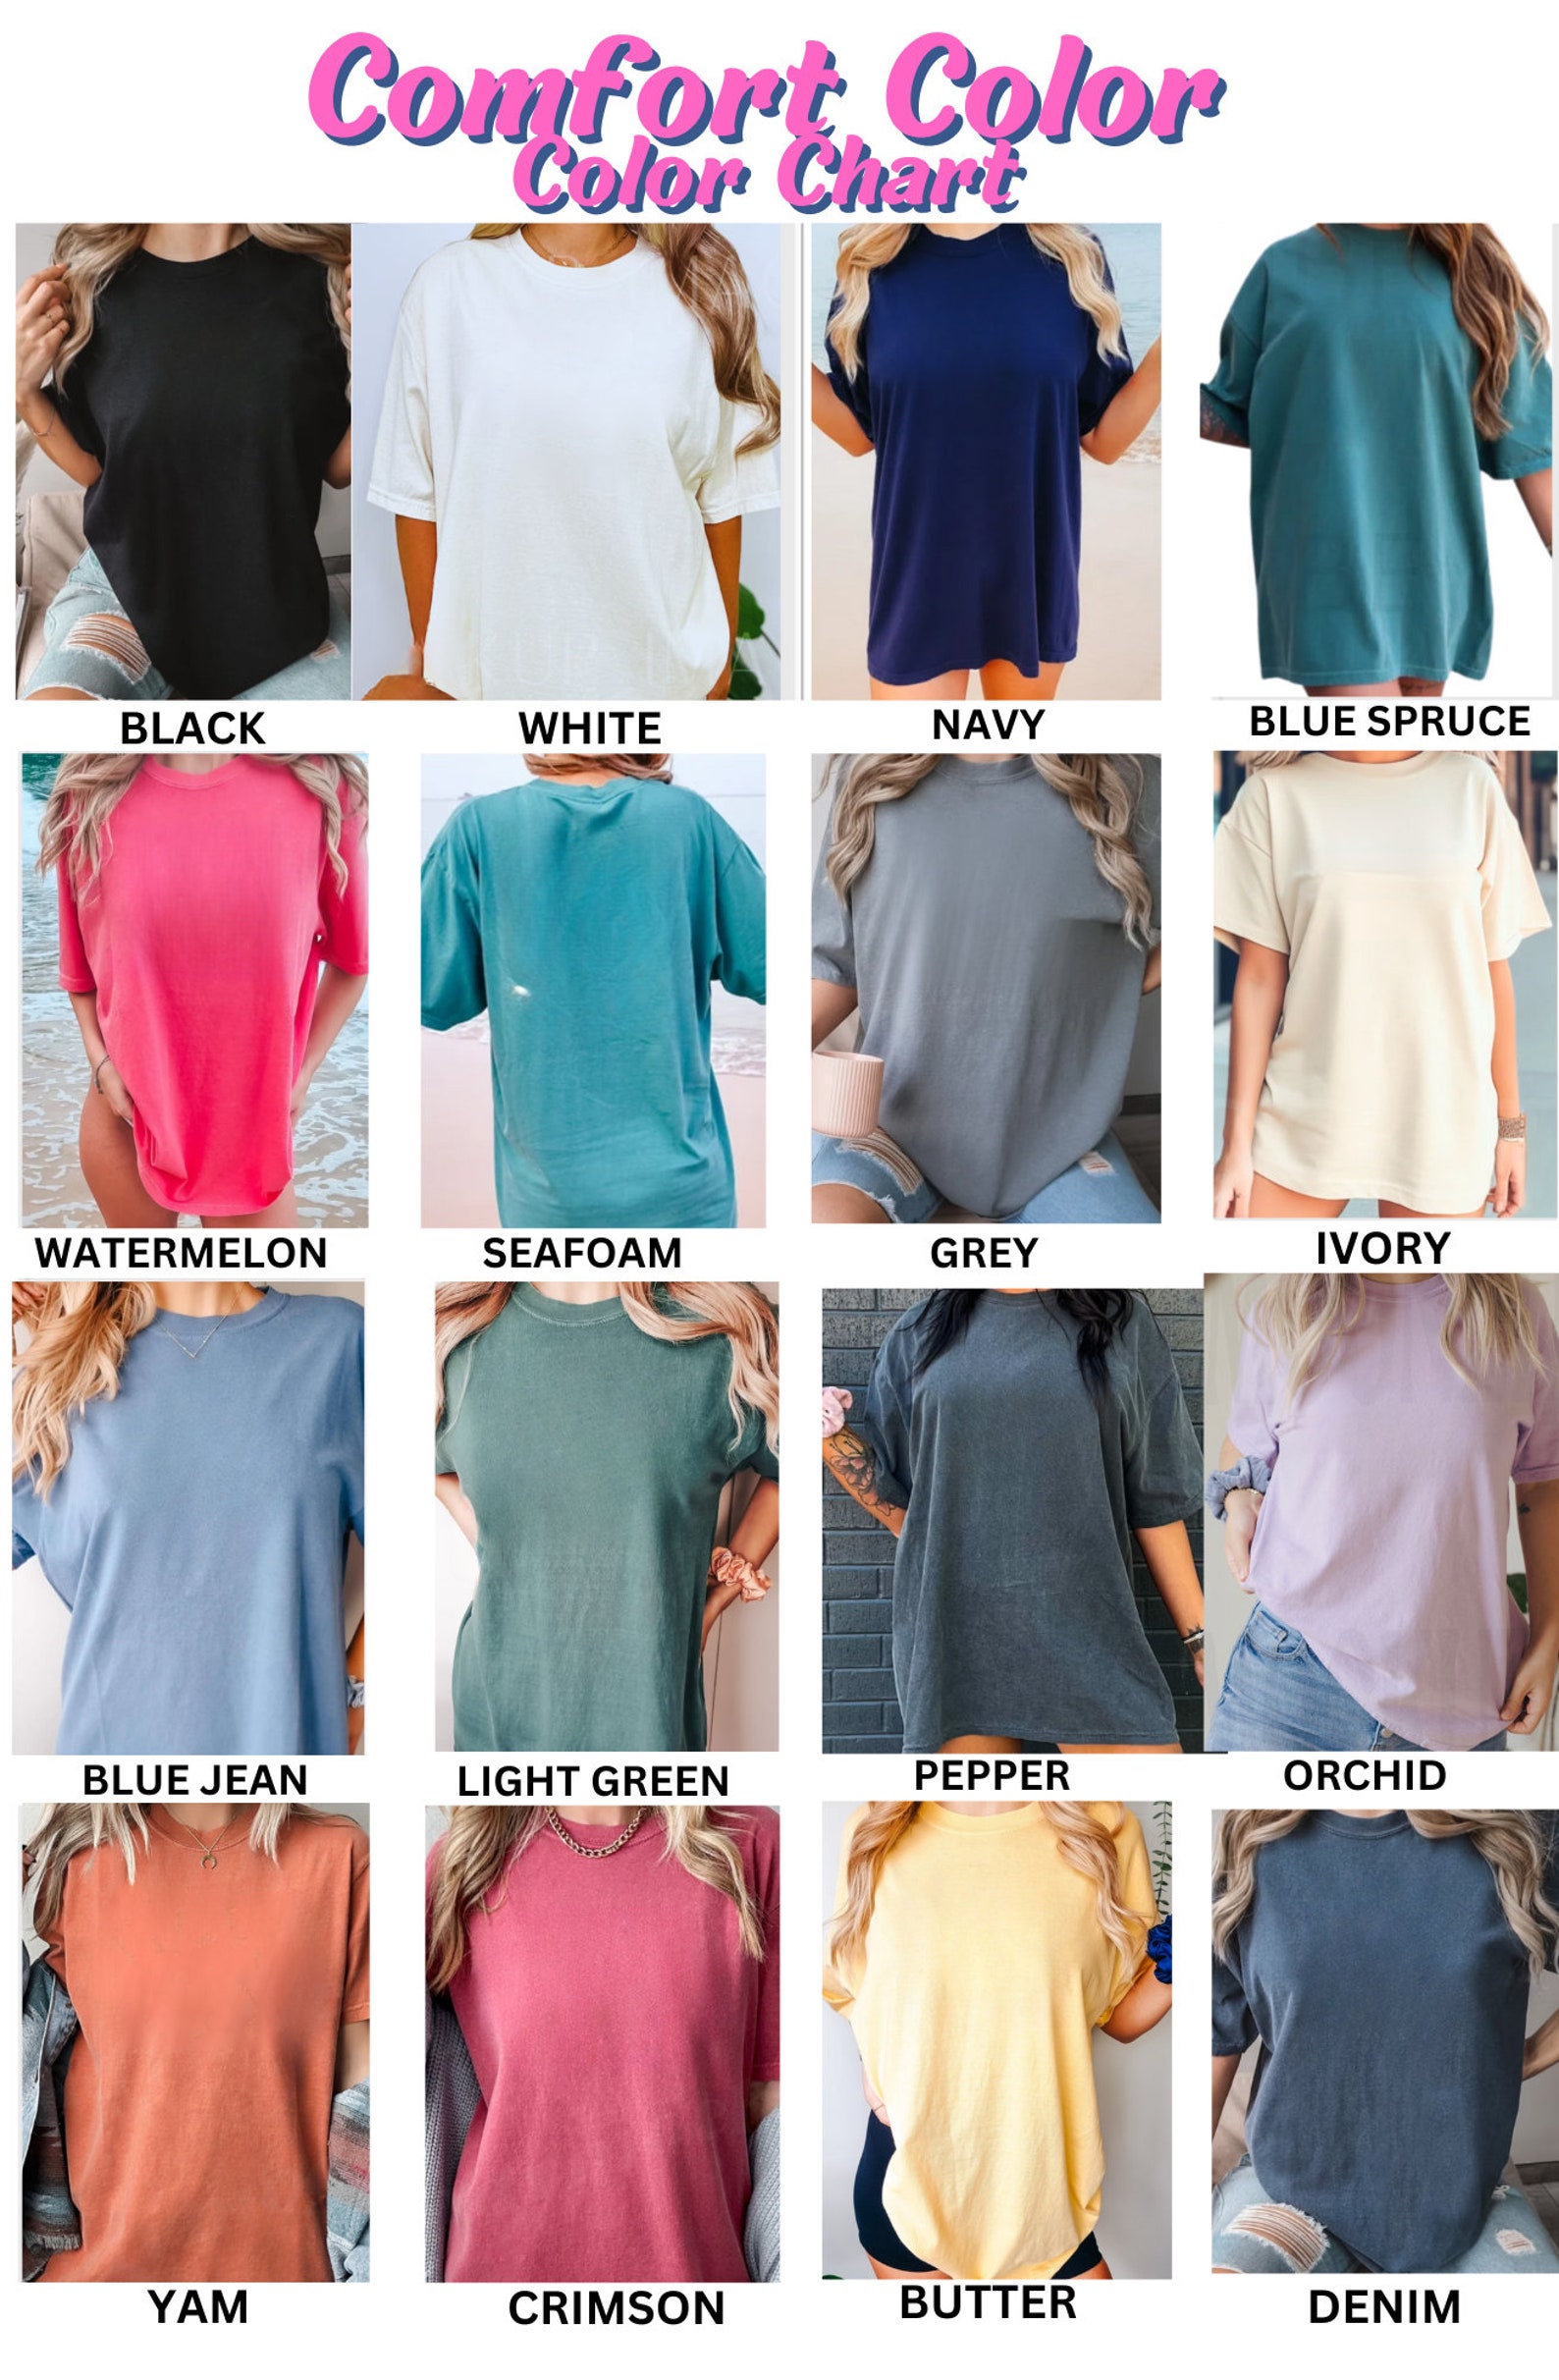 Comfort Color
Color Chart
BLACK
WHITE
NAVY
BLUE SPRUCE
WATERMELON
SEAFOAM
GREY
IVORY
BLUE JEAN
LIGHT GREEN
PEPPER
ORCHID
YAM
CRIMSON
BUTTER
DENIM